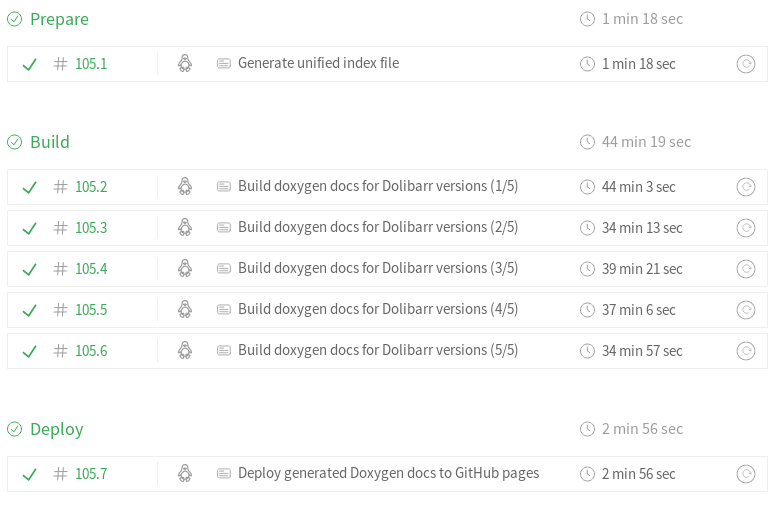 Prepare 1 min 18 sec
# 105.1 Generate unified index file 1 min 18 sec
Build 44 min 19 sec
# 105.2 Build doxygen docs for Dolibarr versions (1/5) 44 min 3 sec
# 105.3 Build doxygen docs for Dolibarr versions (2/5) 34 min 13 sec
# 105.4 Build doxygen docs for Dolibarr versions (3/5) 39 min 21 sec
# 105.5 Build doxygen docs for Dolibarr versions (4/5) 37 min 6 sec
# 105.6 Build doxygen docs for Dolibarr versions (5/5) 34 min 57 sec
Deploy 2 min 56 sec
# 105.7 Deploy generated Doxygen docs to GitHub pages 2 min 56 sec